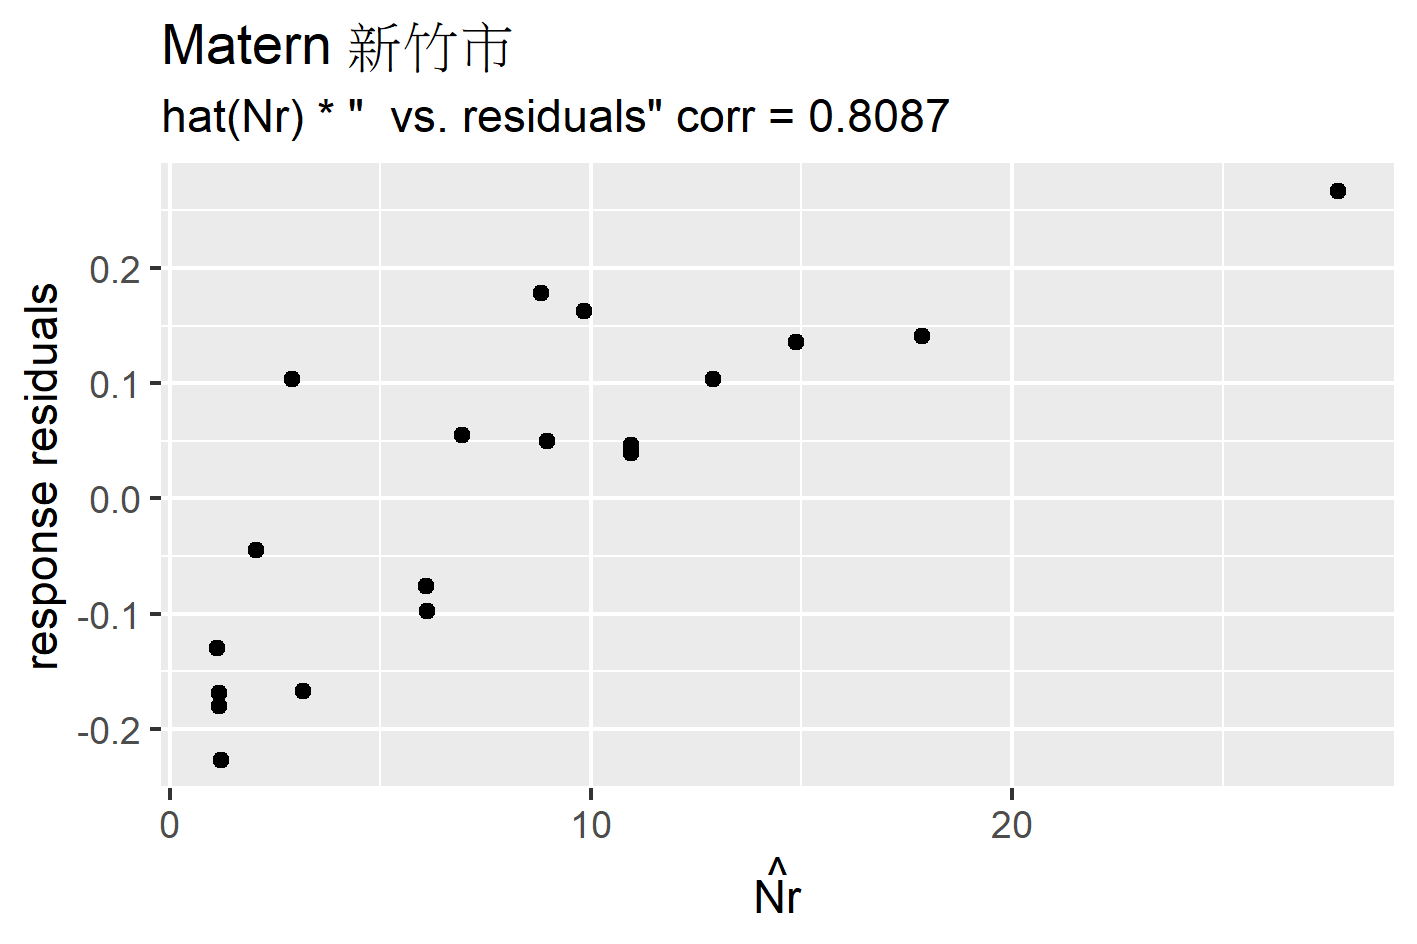 Matern 新竹市
hat(Nr) * "  vs. residuals" corr = 0.8087
response residuals
0.2
0.1
0.0
-0.1
-0.2
0
10
20
N̂r